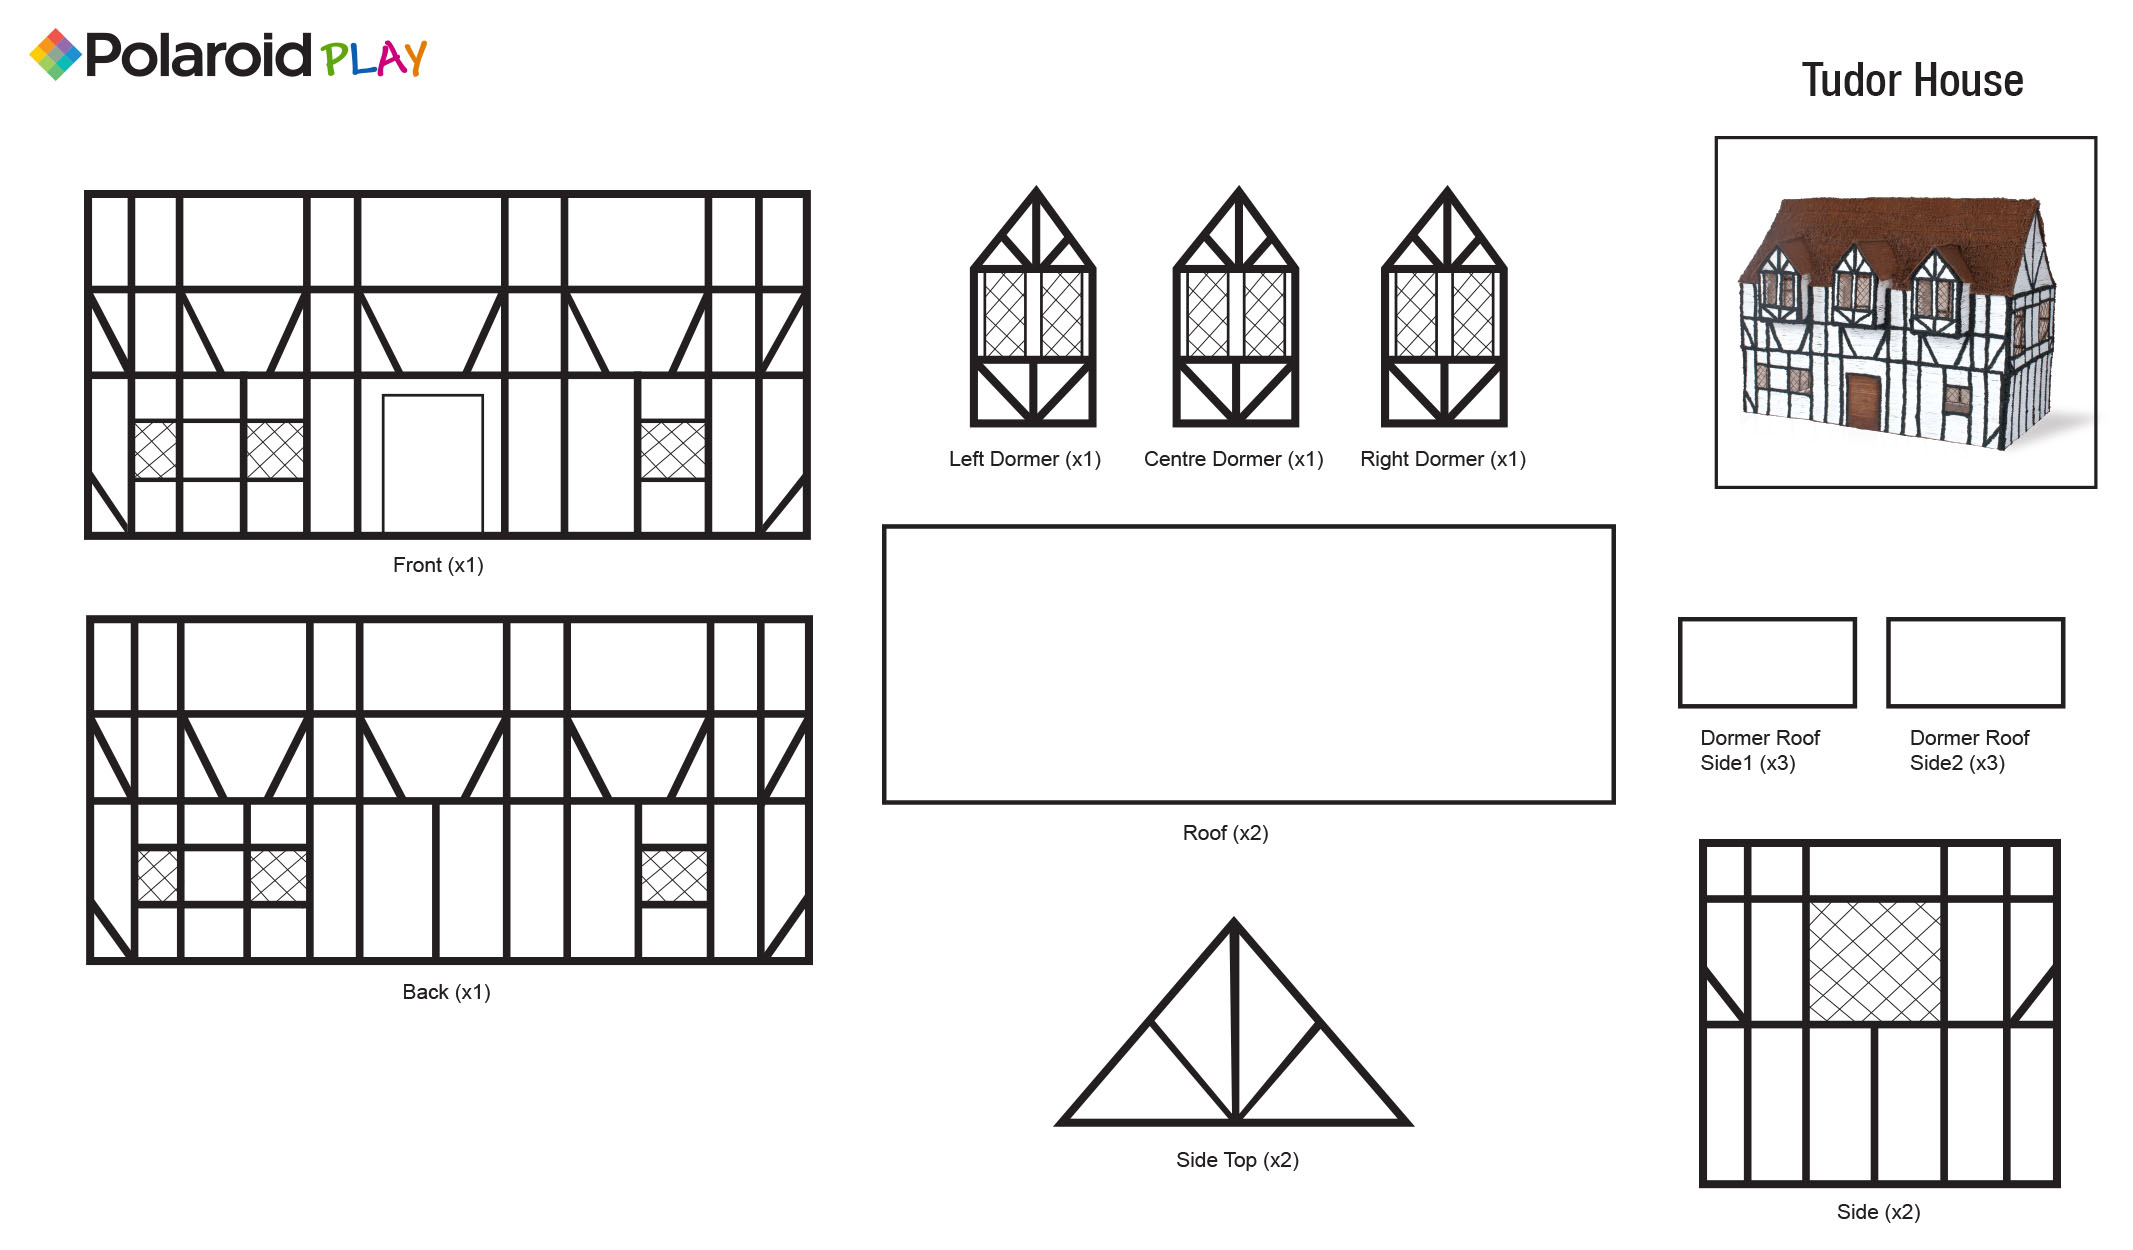 Polaroid PLAY
Tudor House
Front (x1)
Left Dormer (x1)
Centre Dormer (x1)
Right Dormer (x1)
Back (x1)
Roof (x2)
Dormer Roof
Side1 (x3)
Dormer Roof
Side2 (x3)
Side Top (x2)
Side (x2)